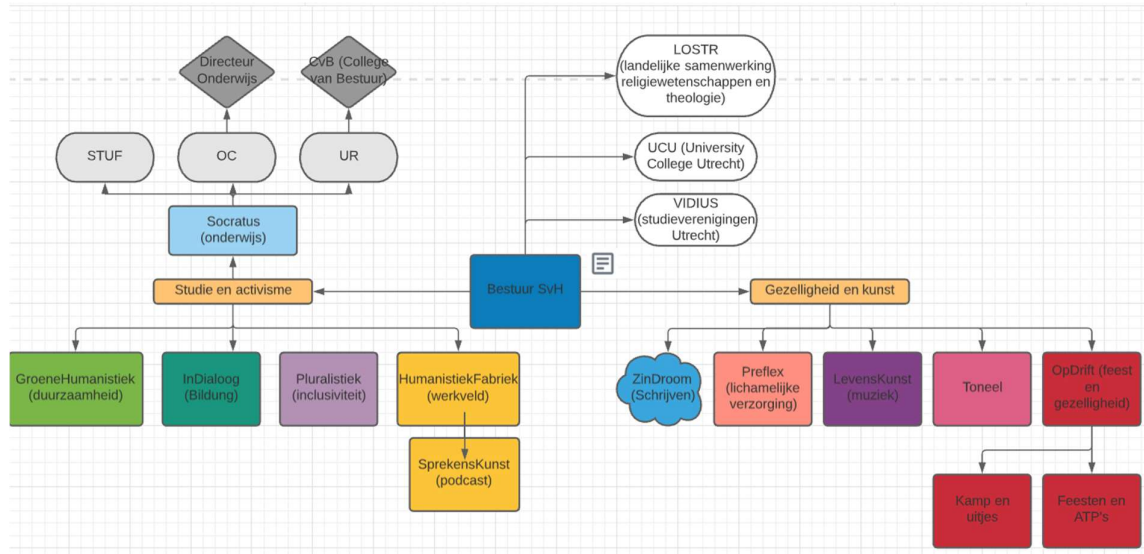 Directeur
Onderwijs
CvB (College
van Bestuur)
LOSTR
(landelijke samenwerking
religiewetenschappen en
theologie)
STUF
OC
UR
UCU (University
College Utrecht)
VIDIUS
(studieverenigingen
Utrecht)
Socratus
(onderwijs)
Studie en activisme
Bestuur SvH
Gezelligheid en kunst
GroeneHumanistiek
(duurzaamheid)
InDialoog
(Bildung)
Pluralistiek
(inclusiviteit)
HumanistiekFabriek
(werkveld)
ZinDroom
(Schrijven)
Preflex
(lichamelijke
verzorging)
LevensKunst
(muziek)
Toneel
OpDrift (feest
en
gezelligheid)
SprekensKunst
(podcast)
Kamp en
uitjes
Feesten en
ATP's